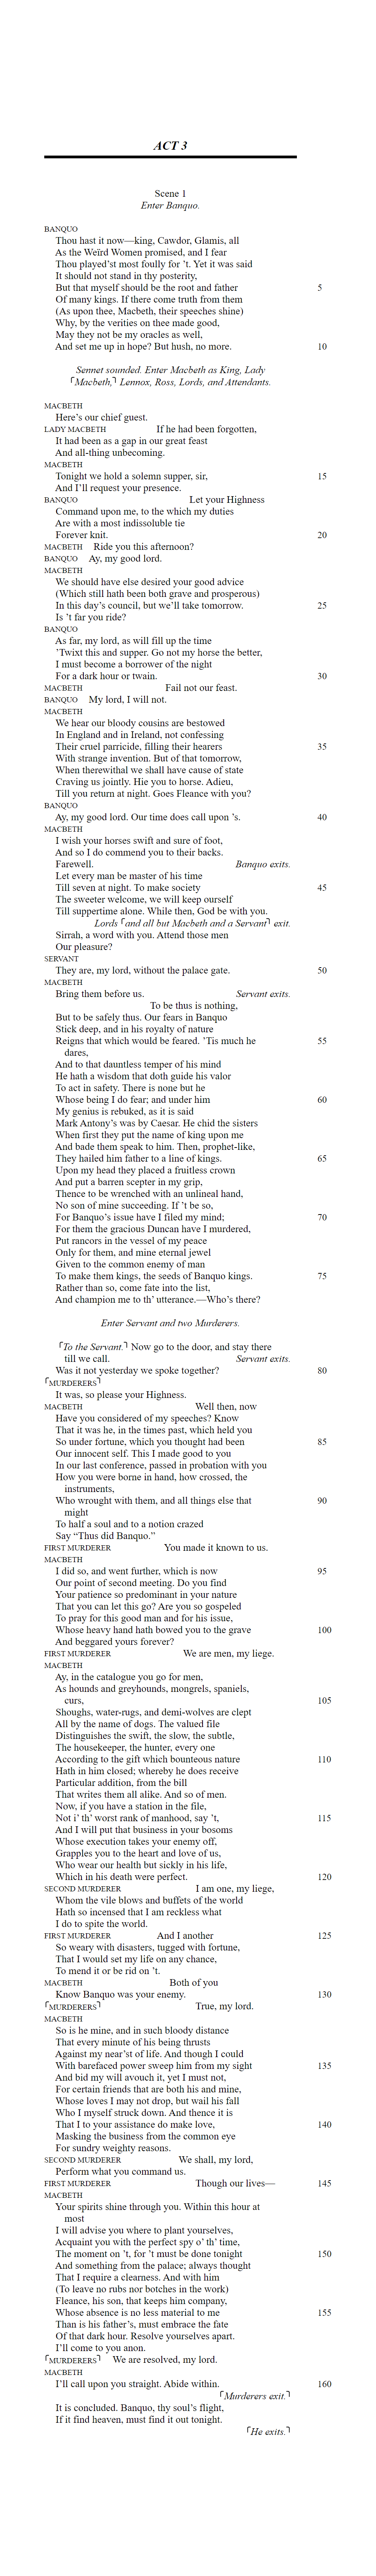 ACT 3
Scene 1
Enter Banquo.
BANQUO
Thou hast it now—king, Cawdor, Glamis, all
As the Weïrd Women promised, and I fear
Thou played’st most foully for ’t. Yet it was said
It should not stand in thy posterity,
But that myself should be the root and father 5
Of many kings. If there come truth from them
(As upon thee, Macbeth, their speeches shine)
Why, by the verities on thee made good,
May they not be my oracles as well,
And set me up in hope? But hush, no more. 10
Sennet sounded. Enter Macbeth as King, Lady
⌜Macbeth,⌝ Lennox, Ross, Lords, and Attendants.
MACBETH
Here’s our chief guest.
LADY MACBETH If he had been forgotten,
It had been as a gap in our great feast
And all-thing unbecoming.
MACBETH
Tonight we hold a solemn supper, sir, 15
And I’ll request your presence.
BANQUO Let your Highness
Command upon me, to the which my duties
Are with a most indissoluble tie
Forever knit. 20
MACBETH Ride you this afternoon?
BANQUO Ay, my good lord.
MACBETH
We should have else desired your good advice
(Which still hath been both grave and prosperous)
In this day’s council, but we’ll take tomorrow. 25
Is ’t far you ride?
BANQUO
As far, my lord, as will fill up the time
’Twixt this and supper. Go not my horse the better,
I must become a borrower of the night
For a dark hour or twain. 30
MACBETH Fail not our feast.
BANQUO My lord, I will not.
MACBETH
We hear our bloody cousins are bestowed
In England and in Ireland, not confessing
Their cruel parricide, filling their hearers 35
With strange invention. But of that tomorrow,
When therewithal we shall have cause of state
Craving us jointly. Hie you to horse. Adieu,
Till you return at night. Goes Fleance with you?
BANQUO
Ay, my good lord. Our time does call upon ’s. 40
MACBETH
I wish your horses swift and sure of foot,
And so I do commend you to their backs.
Farewell. Banquo exits.
Let every man be master of his time
Till seven at night. To make society 45
The sweeter welcome, we will keep ourself
Till suppertime alone. While then, God be with you.
Lords ⌜and all but Macbeth and a Servant⌝ exit.
Sirrah, a word with you. Attend those men
Our pleasure?
SERVANT
They are, my lord, without the palace gate. 50
MACBETH
Bring them before us. Servant exits.
To be thus is nothing,
But to be safely thus. Our fears in Banquo
Stick deep, and in his royalty of nature
Reigns that which would be feared. ’Tis much he 55
dares,
And to that dauntless temper of his mind
He hath a wisdom that doth guide his valor
To act in safety. There is none but he
Whose being I do fear; and under him 60
My genius is rebuked, as it is said
Mark Antony’s was by Caesar. He chid the sisters
When first they put the name of king upon me
And bade them speak to him. Then, prophet-like,
They hailed him father to a line of kings. 65
Upon my head they placed a fruitless crown
And put a barren scepter in my grip,
Thence to be wrenched with an unlineal hand,
No son of mine succeeding. If ’t be so,
For Banquo’s issue have I filed my mind; 70
For them the gracious Duncan have I murdered,
Put rancors in the vessel of my peace
Only for them, and mine eternal jewel
Given to the common enemy of man
To make them kings, the seeds of Banquo kings. 75
Rather than so, come fate into the list,
And champion me to th’ utterance.—Who’s there?
Enter Servant and two Murderers.
⌜To the Servant.⌝ Now go to the door, and stay there
till we call. Servant exits.
Was it not yesterday we spoke together? 80
⌜MURDERERS⌝
It was, so please your Highness.
MACBETH Well then, now
Have you considered of my speeches? Know
That it was he, in the times past, which held you
So under fortune, which you thought had been 85
Our innocent self. This I made good to you
In our last conference, passed in probation with you
How you were borne in hand, how crossed, the
instruments,
Who wrought with them, and all things else that 90
might
To half a soul and to a notion crazed
Say “Thus did Banquo.”
FIRST MURDERER You made it known to us.
MACBETH
I did so, and went further, which is now 95
Our point of second meeting. Do you find
Your patience so predominant in your nature
That you can let this go? Are you so gospeled
To pray for this good man and for his issue,
Whose heavy hand hath bowed you to the grave 100
And beggared yours forever?
FIRST MURDERER We are men, my liege.
MACBETH
Ay, in the catalogue you go for men,
As hounds and greyhounds, mongrels, spaniels,
curs, 105
Shoughs, water-rugs, and demi-wolves are clept
All by the name of dogs. The valued file
Distinguishes the swift, the slow, the subtle,
The housekeeper, the hunter, every one
According to the gift which bounteous nature 110
Hath in him closed; whereby he does receive
Particular addition, from the bill
That writes them all alike. And so of men.
Now, if you have a station in the file,
Not i’ th’ worst rank of manhood, say ’t, 115
And I will put that business in your bosoms
Whose execution takes your enemy off,
Grapples you to the heart and love of us,
Who wear our health but sickly in his life,
Which in his death were perfect. 120
SECOND MURDERER I am one, my liege,
Whom the vile blows and buffets of the world
Hath so incensed that I am reckless what
I do to spite the world.
FIRST MURDERER And I another 125
So weary with disasters, tugged with fortune,
That I would set my life on any chance,
To mend it or be rid on ’t.
MACBETH Both of you
Know Banquo was your enemy. 130
⌜MURDERERS⌝ True, my lord.
MACBETH
So is he mine, and in such bloody distance
That every minute of his being thrusts
Against my near’st of life. And though I could
With barefaced power sweep him from my sight 135
And bid my will avouch it, yet I must not,
For certain friends that are both his and mine,
Whose loves I may not drop, but wail his fall
Who I myself struck down. And thence it is
That I to your assistance do make love, 140
Masking the business from the common eye
For sundry weighty reasons.
SECOND MURDERER We shall, my lord,
Perform what you command us.
FIRST MURDERER Though our lives— 145
MACBETH
Your spirits shine through you. Within this hour at
most
I will advise you where to plant yourselves,
Acquaint you with the perfect spy o’ th’ time,
The moment on ’t, for ’t must be done tonight 150
And something from the palace; always thought
That I require a clearness. And with him
(To leave no rubs nor botches in the work)
Fleance, his son, that keeps him company,
Whose absence is no less material to me 155
Than is his father’s, must embrace the fate
Of that dark hour. Resolve yourselves apart.
I’ll come to you anon.
⌜MURDERERS⌝ We are resolved, my lord.
MACBETH
I’ll call upon you straight. Abide within. 160
⌜Murderers exit.⌝
It is concluded. Banquo, thy soul’s flight,
If it find heaven, must find it out tonight.
⌜He exits.⌝